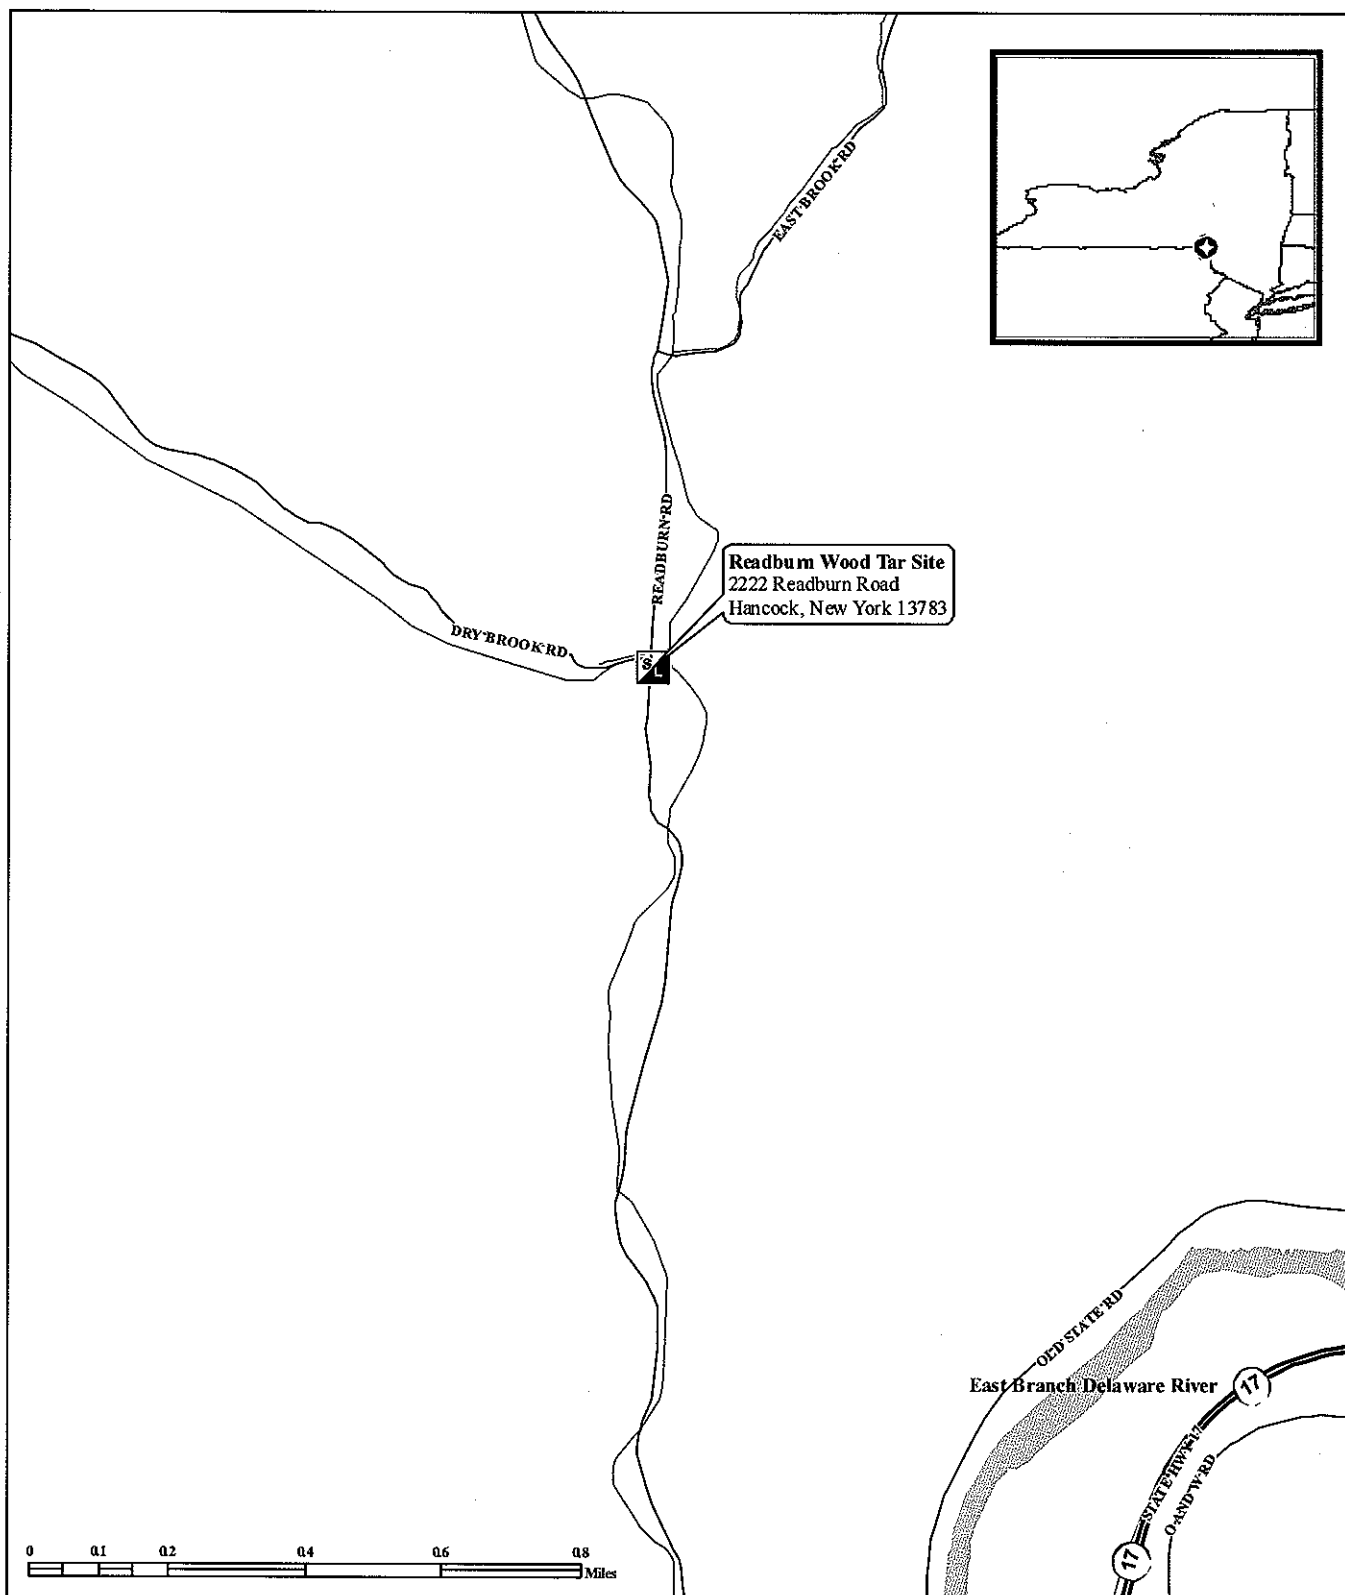 EAST BROOK RD
READBURN RD
Readburn Wood Tar Site
2222 Readburn Road
Hancock, New York 13783
DRY BROOK RD
S
L
OLD STATE RD
East Branch Delaware River
17
STATE HWY 17
O AND W RD
17
0 0.1 0.2 0.4 0.6 0.8
Miles